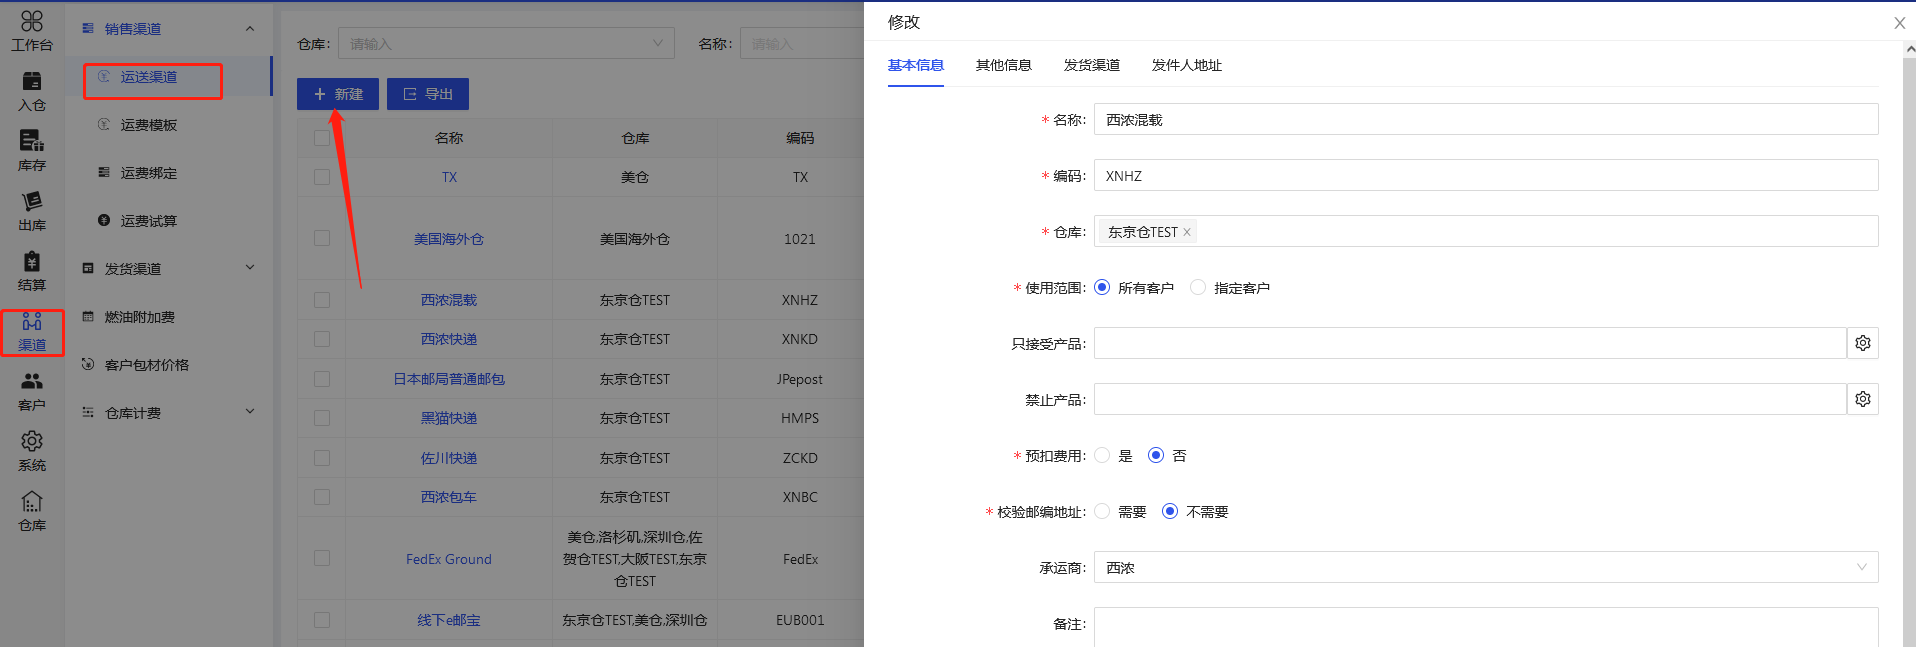 工作台
入仓
库存
出库
结算
渠道
客户
系统
仓库
销售渠道
运送渠道
运费模板
运费绑定
运费试算
发货渠道
燃油附加费
客户包材价格
仓库计费
仓库: 请输入 名称: 请输入
新建 导出
名称 仓库 编码
TX 美仓 TX
美国海外仓 美国海外仓 1021
西浓混载 东京仓TEST XNHZ
西浓快递 东京仓TEST XNKD
日本邮局普通邮包 东京仓TEST JPepost
黑猫快递 东京仓TEST HMPS
佐川快递 东京仓TEST ZCKD
西浓包车 东京仓TEST XNBC
美仓,洛杉矶,深圳仓,佐
FedEx Ground 贺仓TEST,大阪TEST,东京 FedEx
仓TEST
线下e邮宝 东京仓TEST,美仓,深圳仓 EUB001
修改
基本信息 其他信息 发货渠道 发件人地址
* 名称: 西浓混载
* 编码: XNHZ
* 仓库: 东京仓TEST ×
* 使用范围: 所有客户 指定客户
只接受产品:
禁止产品:
* 预扣费用: 是 否
* 校验邮编地址: 需要 不需要
承运商: 西浓
备注: